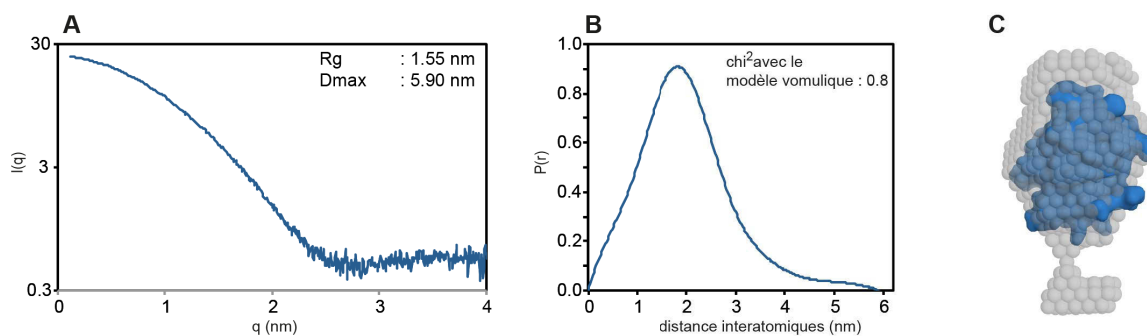 A
30
3
0.3
I(q)
Rg : 1.55 nm
Dmax : 5.90 nm
0 1 2 3 4
q (nm)
B
1.0
0.8
0.6
0.4
0.2
0.0
P(r)
chi²avec le
modèle vomulique : 0.8
0 1 2 3 4 5 6
distance interatomiques (nm)
C